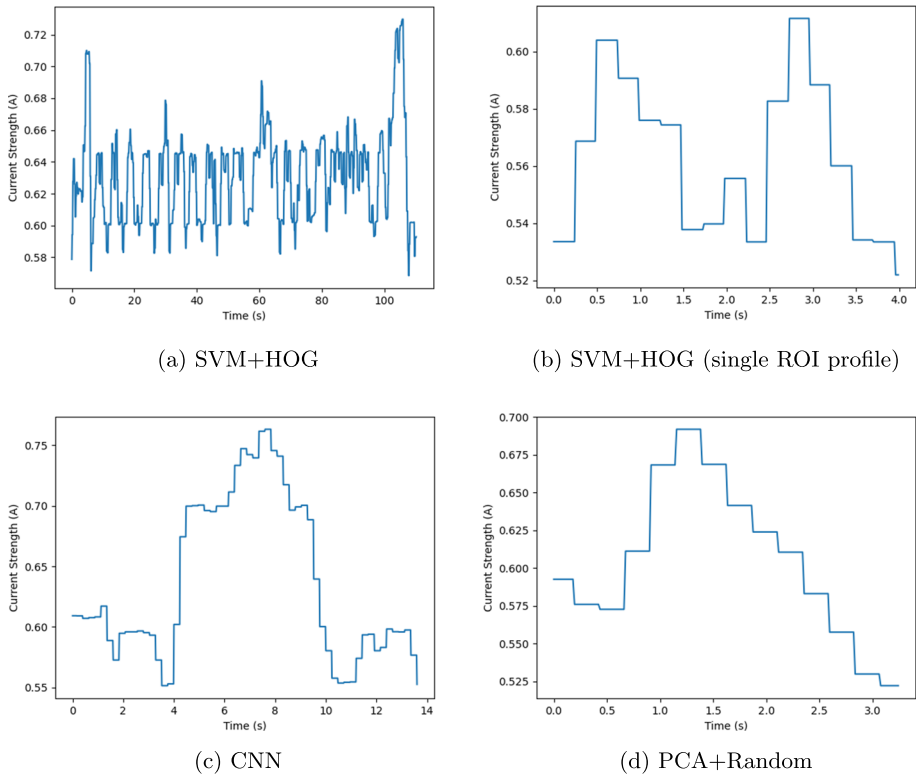 0.72
0.70
0.68
0.66
0.64
0.62
0.60
0.58
Current Strength (A)
0 20 40 60 80 100
Time (s)
(a) SVM+HOG
0.60
0.58
0.56
0.54
0.52
Current Strength (A)
0.0 0.5 1.0 1.5 2.0 2.5 3.0 3.5 4.0
Time (s)
(b) SVM+HOG (single ROI profile)
0.75
0.70
0.65
0.60
0.55
Current Strength (A)
0 2 4 6 8 10 12 14
Time (s)
(c) CNN
0.700
0.675
0.650
0.625
0.600
0.575
0.550
0.525
Current Strength (A)
0.0 0.5 1.0 1.5 2.0 2.5 3.0
Time (s)
(d) PCA+Random